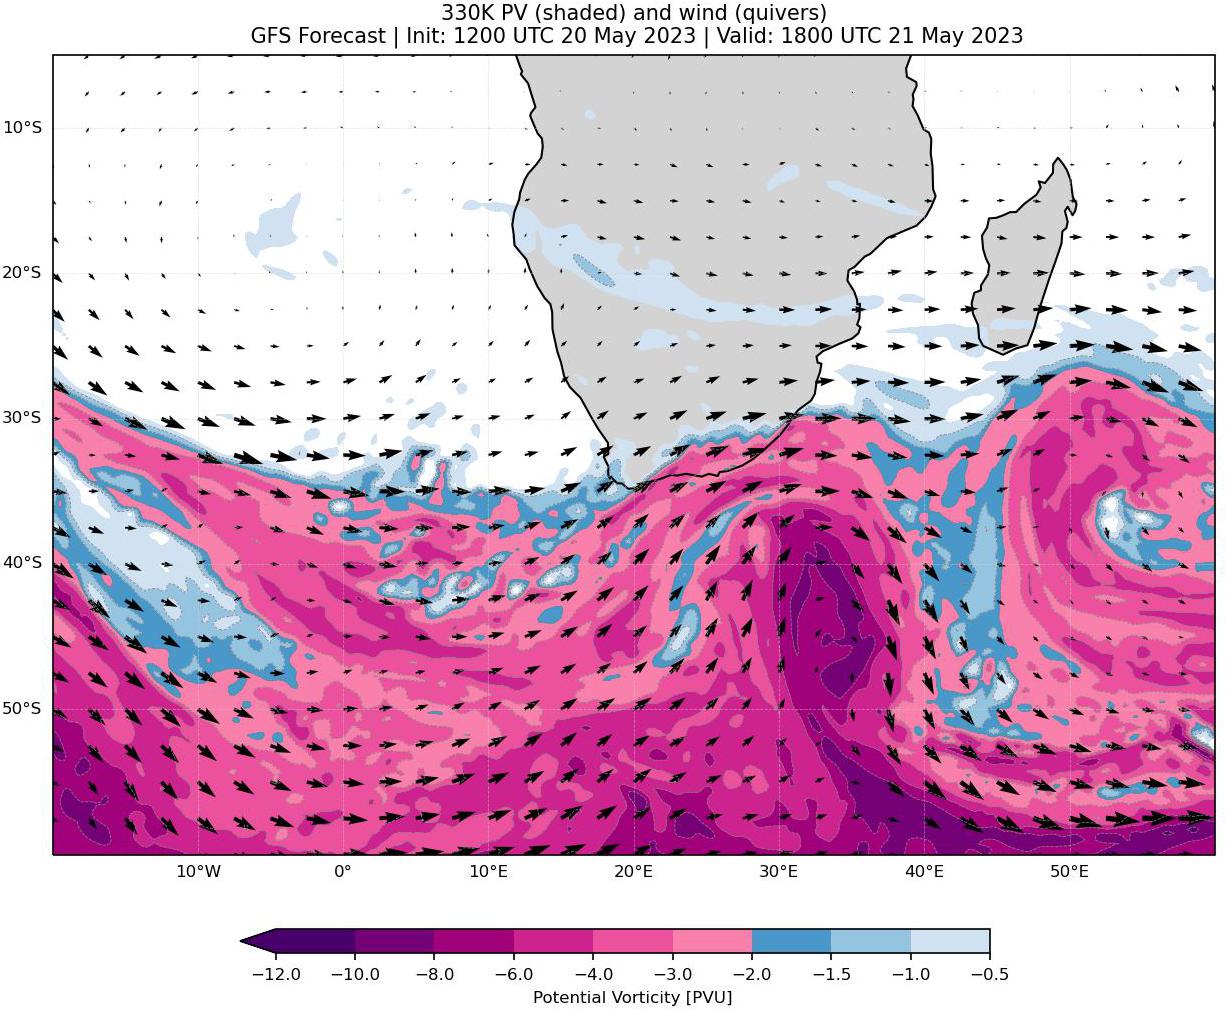 330K PV (shaded) and wind (quivers)
GFS Forecast | Init: 1200 UTC 20 May 2023 | Valid: 1800 UTC 21 May 2023
10°S
20°S
30°S
40°S
50°S
10°W 0° 10°E 20°E 30°E 40°E 50°E
−12.0 −10.0 −8.0 −6.0 −4.0 −3.0 −2.0 −1.5 −1.0 −0.5
Potential Vorticity [PVU]